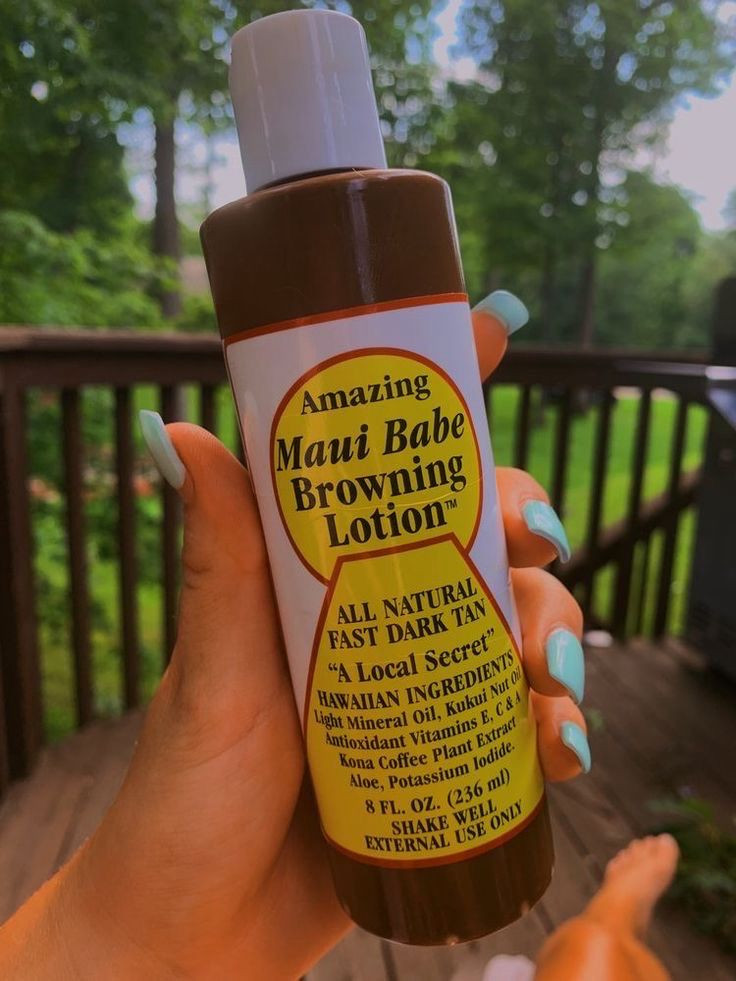 Amazing
Maui Babe
Browning
Lotion™
ALL NATURAL
FAST DARK TAN
"A Local Secret"
HAWAIIAN INGREDIENTS
Light Mineral Oil, Kukui Nut Oil
Antioxidant Vitamins E, C & A
Kona Coffee Plant Extract
Aloe, Potassium Iodide.
8 FL. OZ. (236 ml)
SHAKE WELL
EXTERNAL USE ONLY